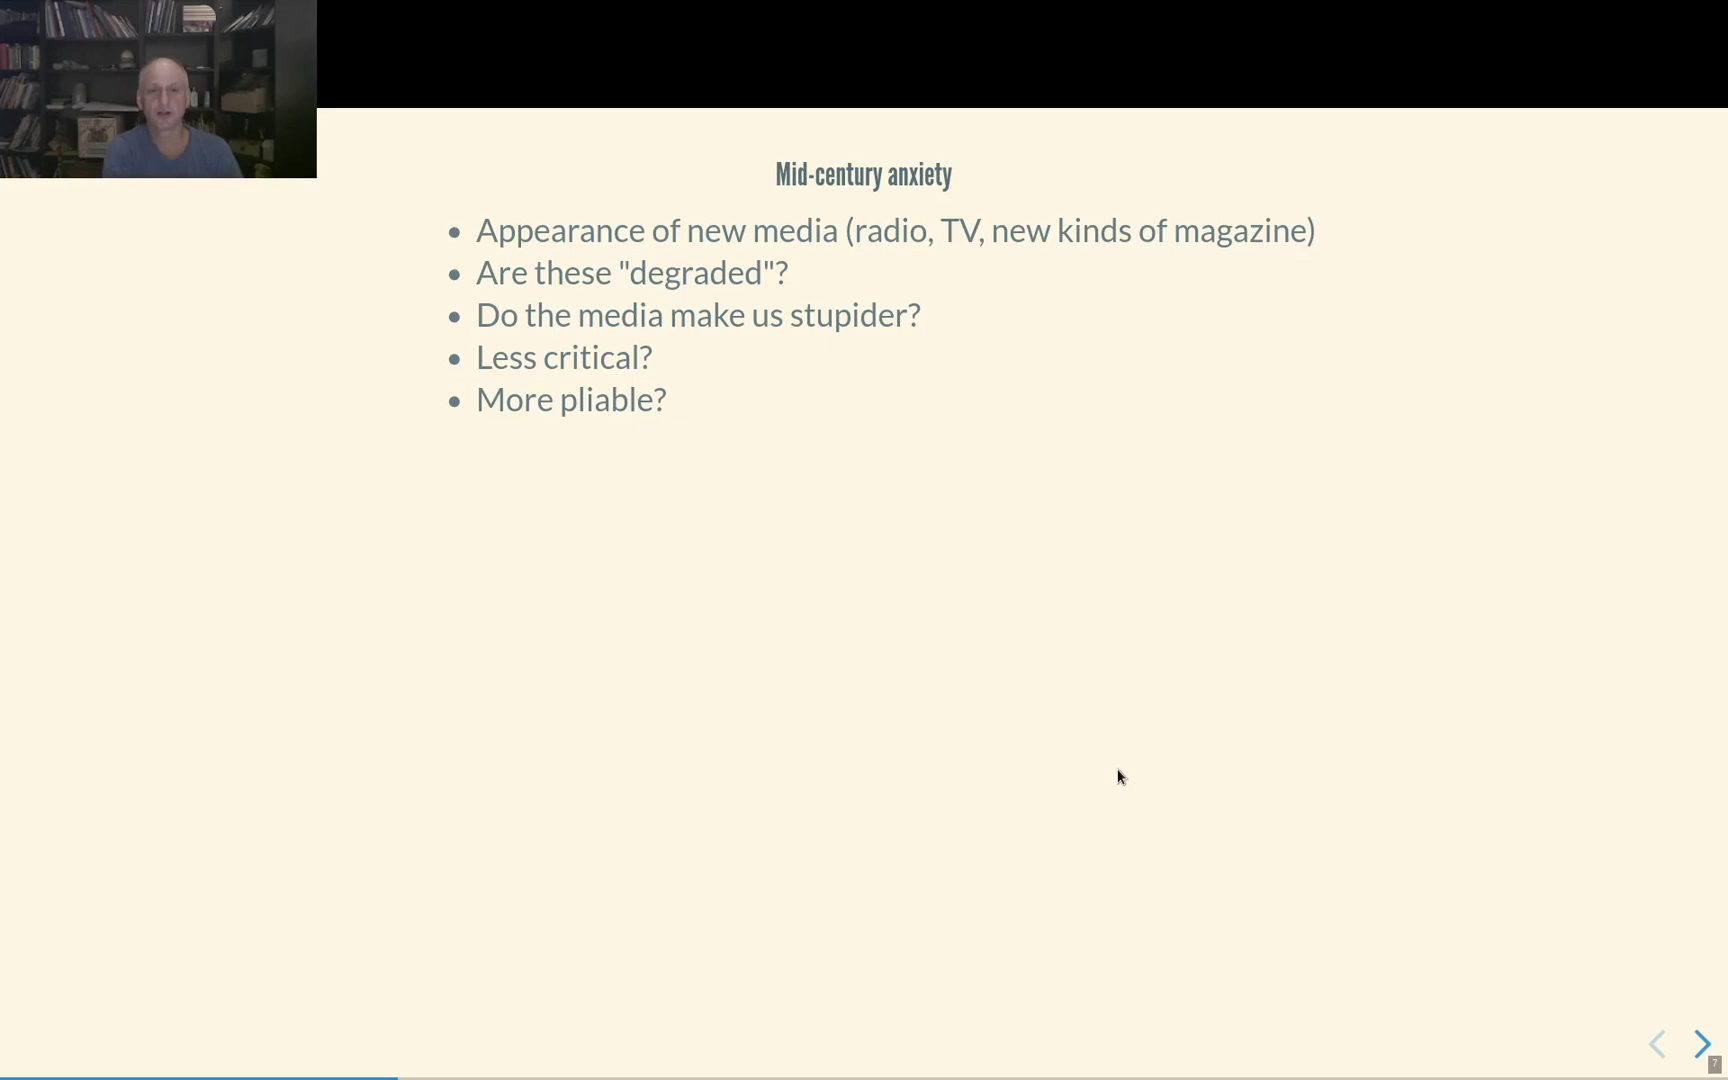 Mid-century anxiety
Appearance of new media (radio, TV, new kinds of magazine)
Are these "degraded"?
Do the media make us stupider?
Less critical?
More pliable?
7